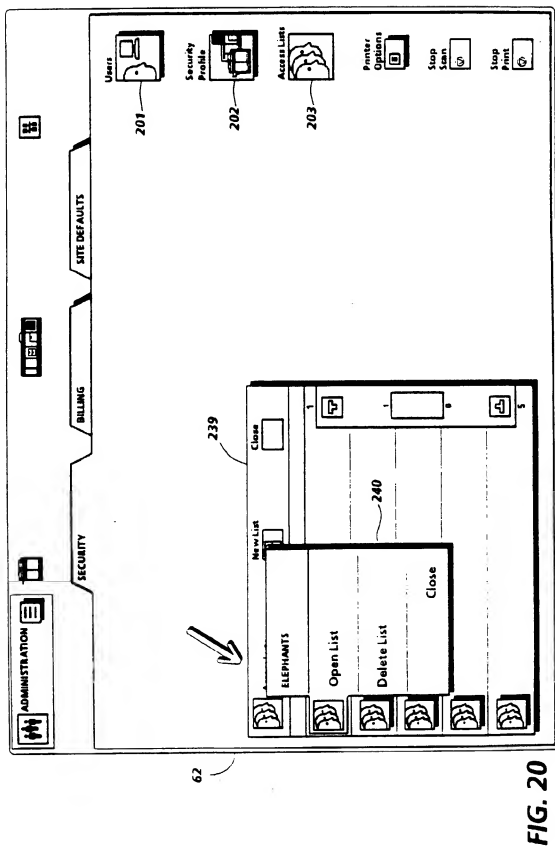 ADMINISTRATION
SECURITY
BILLING
SITE DEFAULTS
62
239
New List
Close
ELEPHANTS
Open List
Delete List
Close
240
1
1
5
Users
201
Security
Profile
202
Access Lists
203
Printer
Options
Stop
Scan
Stop
Print
FIG. 20